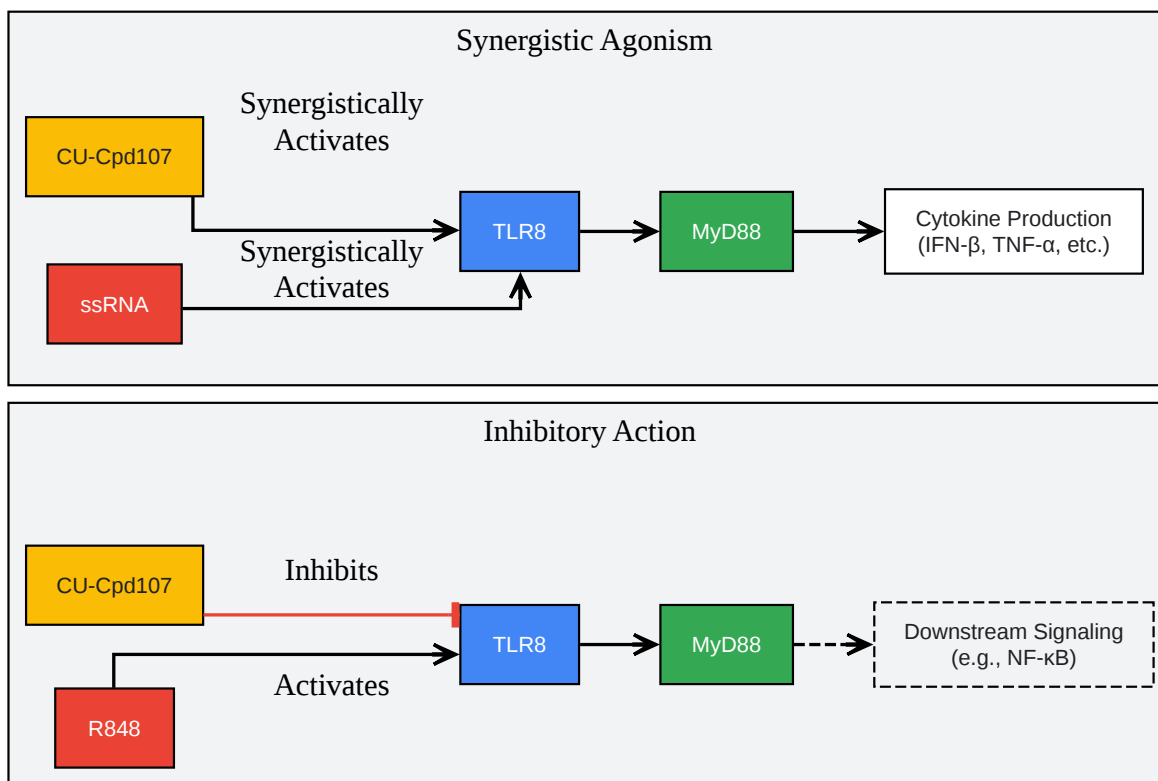 Synergistic Agonism
Synergistically
Activates
CU-Cpd107
TLR8
MyD88
Cytokine Production
(IFN-β, TNF-α, etc.)
Synergistically
Activates
ssRNA
Inhibitory Action
CU-Cpd107
Inhibits
TLR8
MyD88
Downstream Signaling
(e.g., NF-κB)
Activates
R848